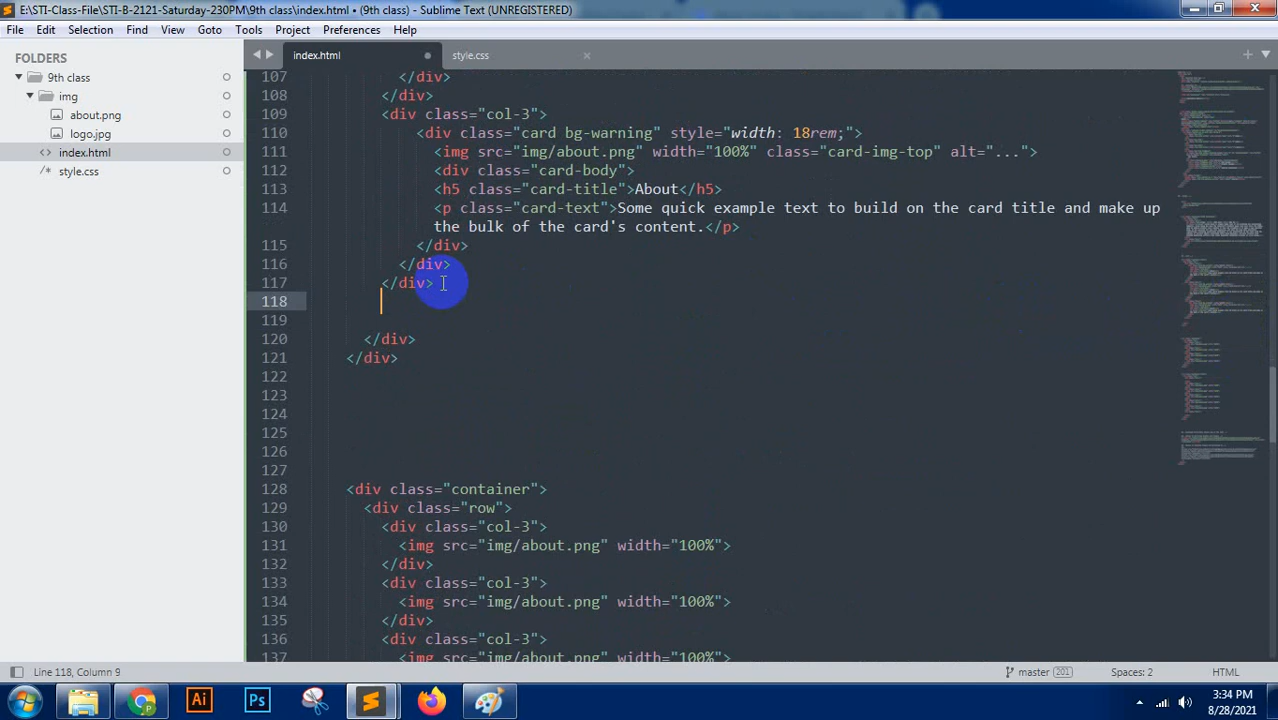 E:\STI-Class-File\STI-B-2121-Saturday-230PM\9th class\index.html • (9th class) - Sublime Text (UNREGISTERED)
File Edit Selection Find View Goto Tools Project Preferences Help
FOLDERS
9th class
img
about.png
logo.jpg
<> index.html
/* style.css
index.html
style.css
107 </div>
108 </div>
109 <div class="col-3">
110 <div class="card bg-warning" style="width: 18rem;">
111 <img src="img/about.png" width="100%" class="card-img-top" alt="...">
112 <div class="card-body">
113 <h5 class="card-title">About</h5>
114 <p class="card-text">Some quick example text to build on the card title and make up
the bulk of the card's content.</p>
115 </div>
116 </div>
117 </div>
118
119
120 </div>
121 </div>
122
123
124
125
126
127
128 <div class="container">
129 <div class="row">
130 <div class="col-3">
131 <img src="img/about.png" width="100%">
132 </div>
133 <div class="col-3">
134 <img src="img/about.png" width="100%">
135 </div>
136 <div class="col-3">
137 <img src="img/about.png" width="100%">
Line 118, Column 9
master 201
Spaces: 2
HTML
Ai
Ps
3:34 PM
8/28/2021